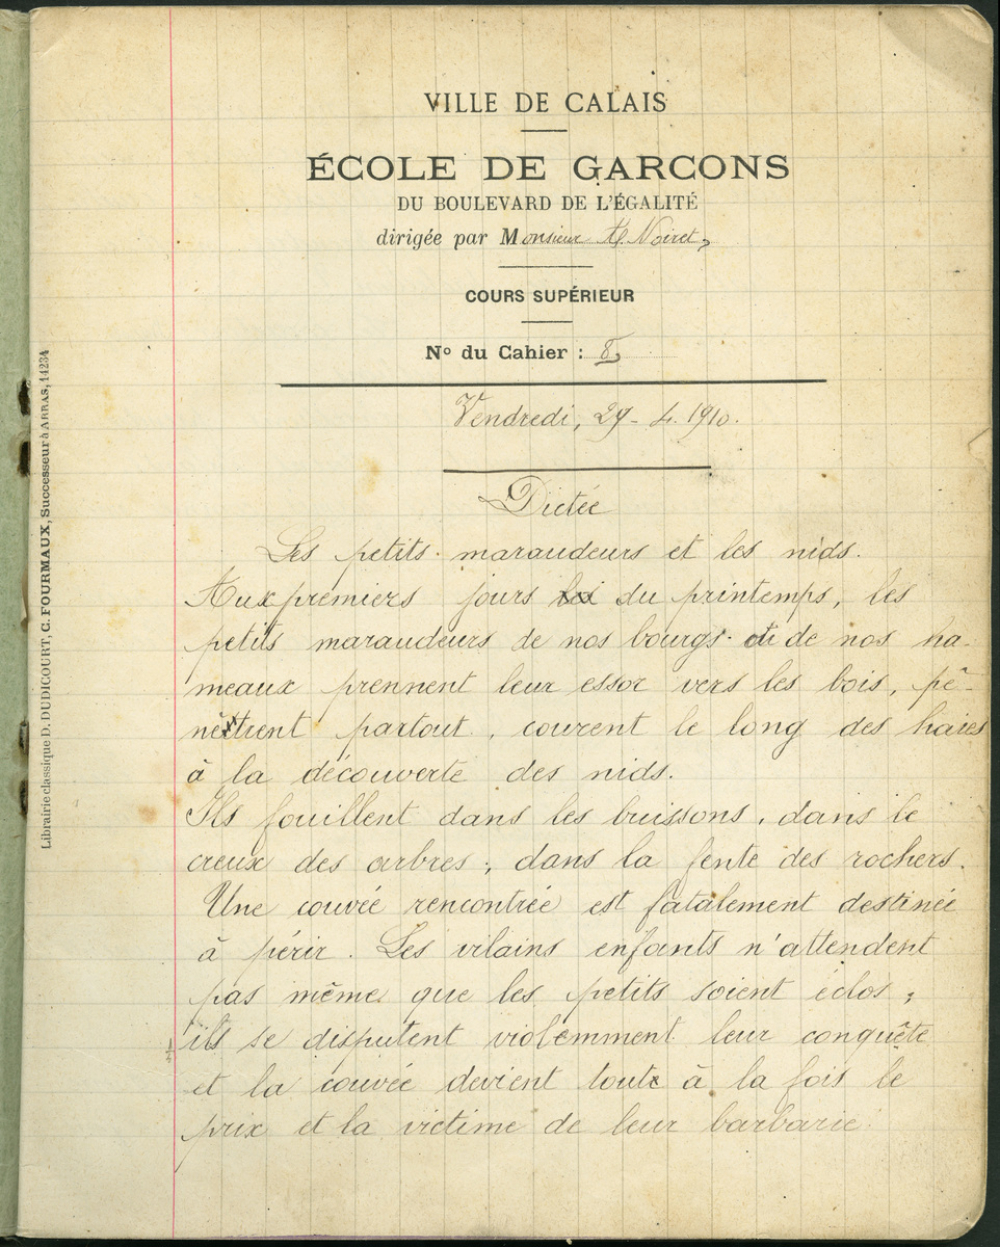 VILLE DE CALAIS
ÉCOLE DE GARCONS
DU BOULEVARD DE L'ÉGALITÉ
dirigée par Monsieur A. Noiret
COURS SUPÉRIEUR
No du Cahier : 8
Vendredi, 29-4-1910.
Dictée
Les petits maraudeurs et les nids.
Aux premiers jours du printemps, les
petits maraudeurs de nos bourgs et de nos ha-
meaux prennent leur essor vers les bois, pé-
nètrent partout, courent le long des haies
à la découverte des nids.
Ils fouillent dans les buissons, dans le
creux des arbres, dans la fente des rochers.
Une couvée rencontrée est fatalement destinée
à périr. Les vilains enfants n'attendent
pas même que les petits soient éclos ;
ils se disputent violemment leur conquête
et la couvée devient toute à la fois le
prix et la victime de leur barbarie.
Librairie classique D. DUDICOURT, C. FOURMAUX, Successeur à ARRAS, 14234